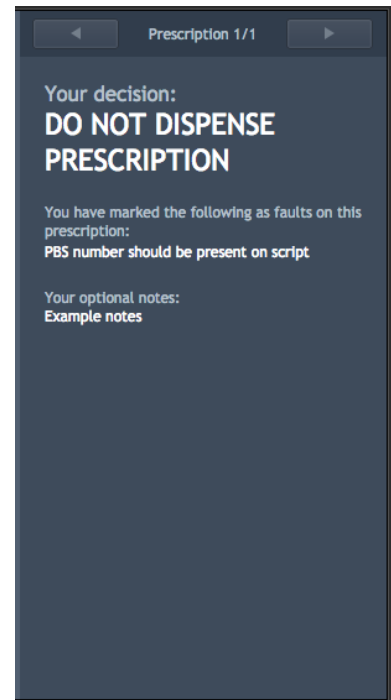 Prescription 1/1
Your decision:
DO NOT DISPENSE
PRESCRIPTION
You have marked the following as faults on this
prescription:
PBS number should be present on script
Your optional notes:
Example notes